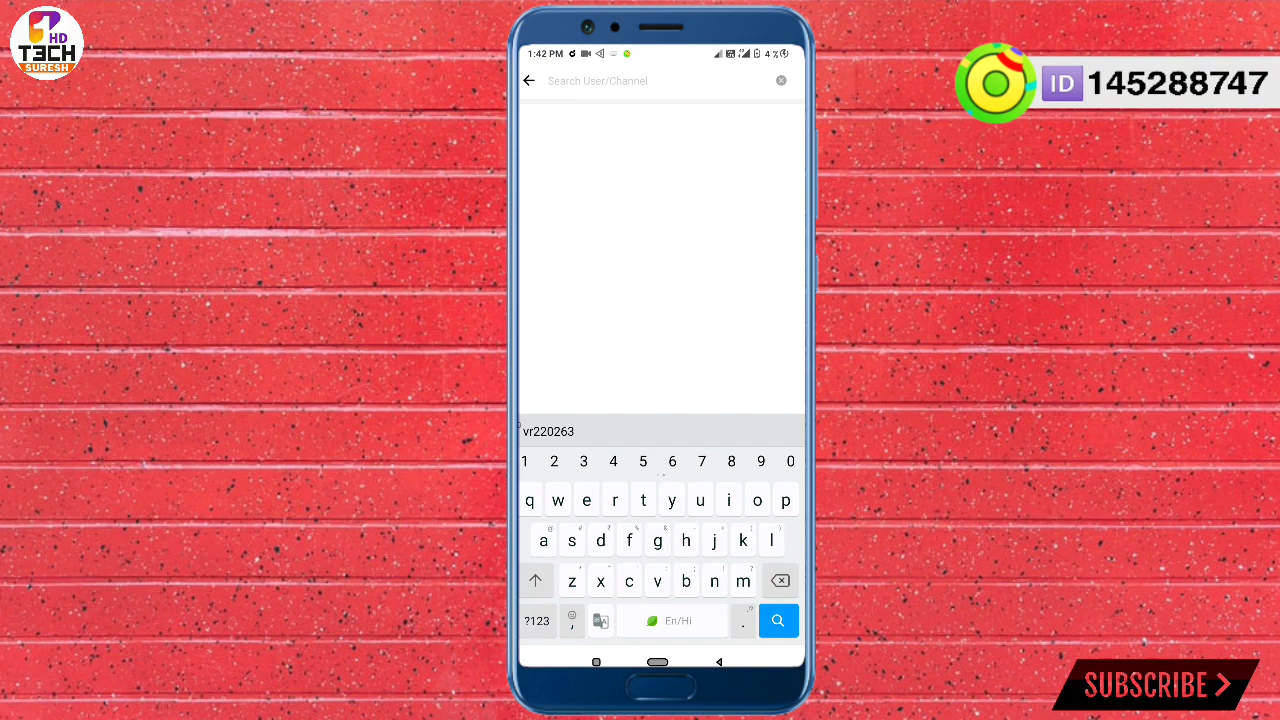 HD
TECH
SURESH
1:42 PM
4 %
Search User/Channel
ID 145288747
vr220263
1 2 3 4 5 6 7 8 9 0
q w e r t y u i o p
a s d f g h j k l
z x c v b n m
?123 , En/Hi .
SUBSCRIBE